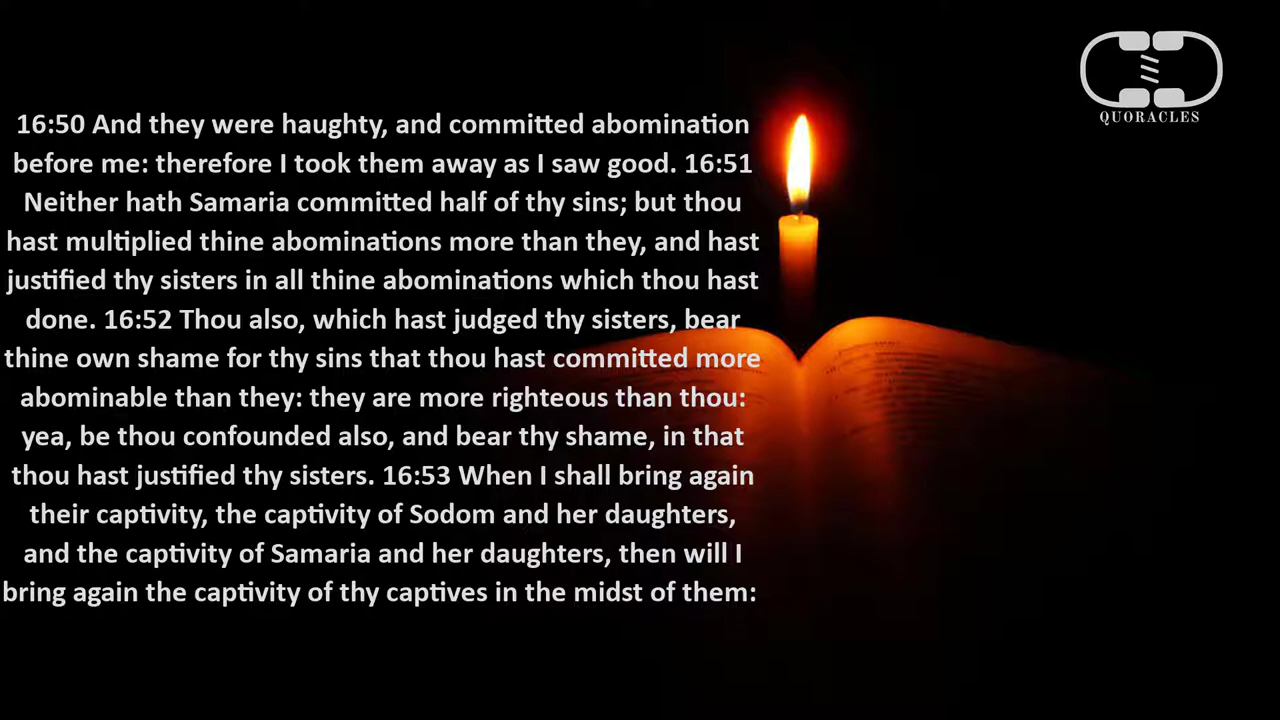 QUORACLES
16:50 And they were haughty, and committed abomination
before me: therefore I took them away as I saw good. 16:51
Neither hath Samaria committed half of thy sins; but thou
hast multiplied thine abominations more than they, and hast
justified thy sisters in all thine abominations which thou hast
done. 16:52 Thou also, which hast judged thy sisters, bear
thine own shame for thy sins that thou hast committed more
abominable than they: they are more righteous than thou:
yea, be thou confounded also, and bear thy shame, in that
thou hast justified thy sisters. 16:53 When I shall bring again
their captivity, the captivity of Sodom and her daughters,
and the captivity of Samaria and her daughters, then will I
bring again the captivity of thy captives in the midst of them: